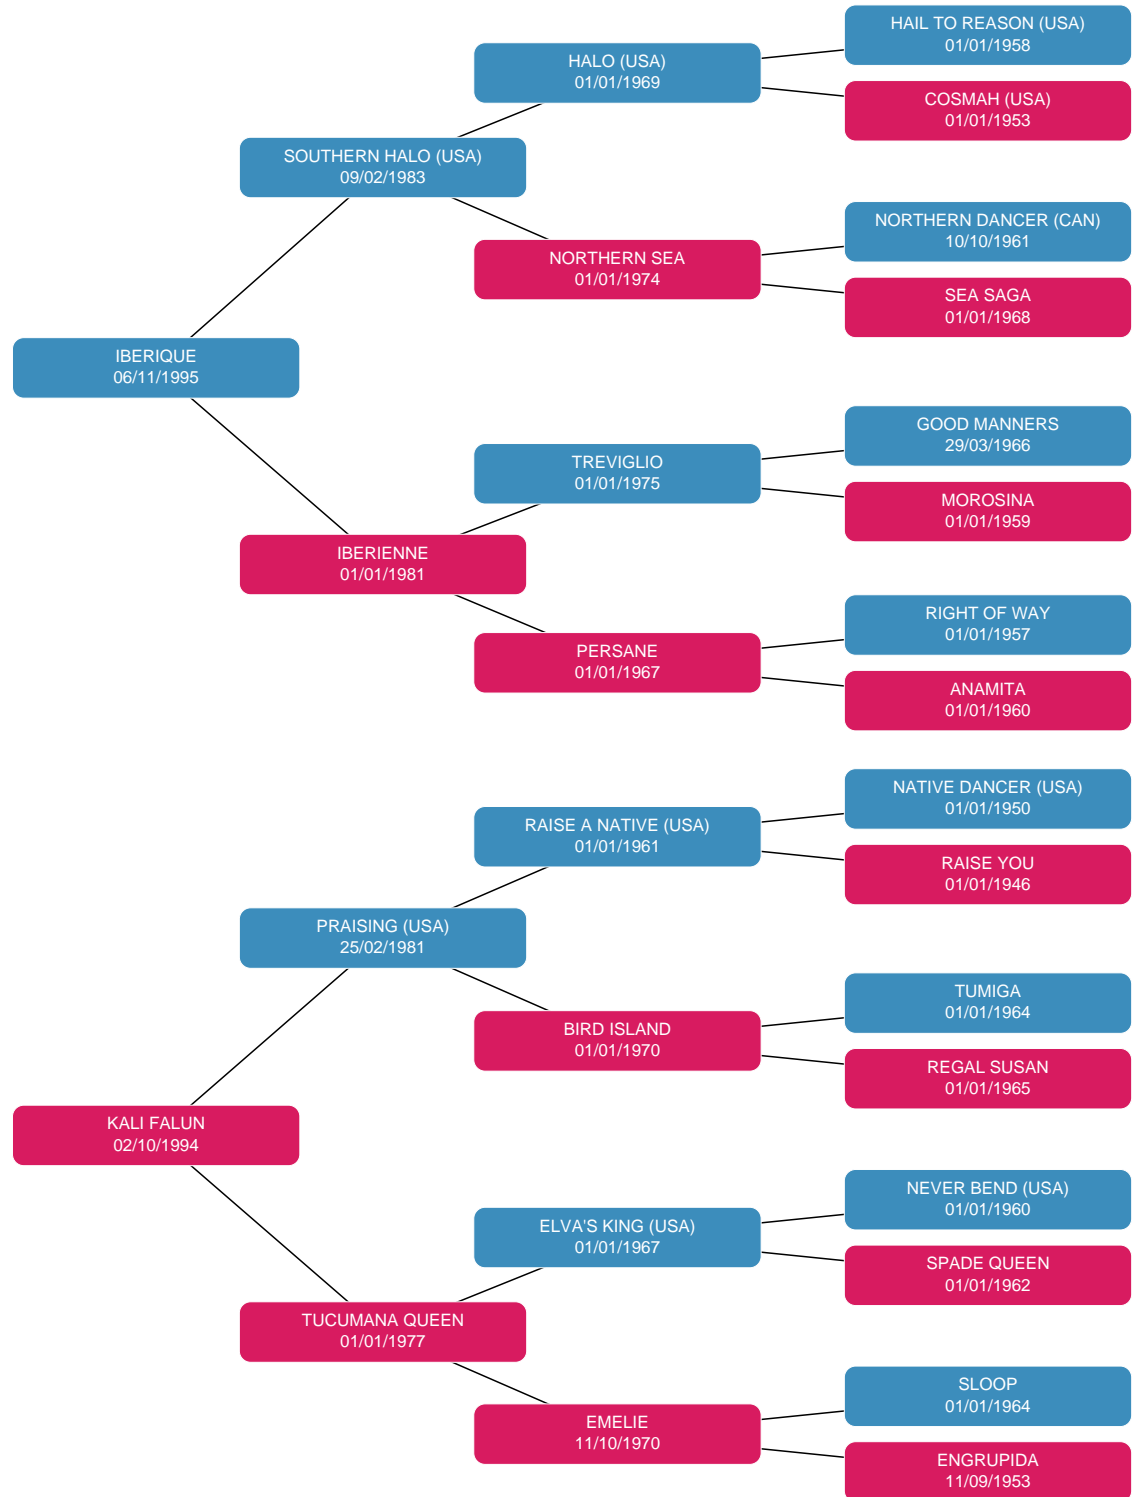 HAIL TO REASON (USA)
01/01/1958
HALO (USA)
01/01/1969
COSMAH (USA)
01/01/1953
SOUTHERN HALO (USA)
09/02/1983
NORTHERN DANCER (CAN)
10/10/1961
NORTHERN SEA
01/01/1974
SEA SAGA
01/01/1968
IBERIQUE
06/11/1995
GOOD MANNERS
29/03/1966
TREVIGLIO
01/01/1975
MOROSINA
01/01/1959
IBERIENNE
01/01/1981
RIGHT OF WAY
01/01/1957
PERSANE
01/01/1967
ANAMITA
01/01/1960
NATIVE DANCER (USA)
01/01/1950
RAISE A NATIVE (USA)
01/01/1961
RAISE YOU
01/01/1946
PRAISING (USA)
25/02/1981
TUMIGA
01/01/1964
BIRD ISLAND
01/01/1970
REGAL SUSAN
01/01/1965
KALI FALUN
02/10/1994
NEVER BEND (USA)
01/01/1960
ELVA'S KING (USA)
01/01/1967
SPADE QUEEN
01/01/1962
TUCUMANA QUEEN
01/01/1977
SLOOP
01/01/1964
EMELIE
11/10/1970
ENGRUPIDA
11/09/1953